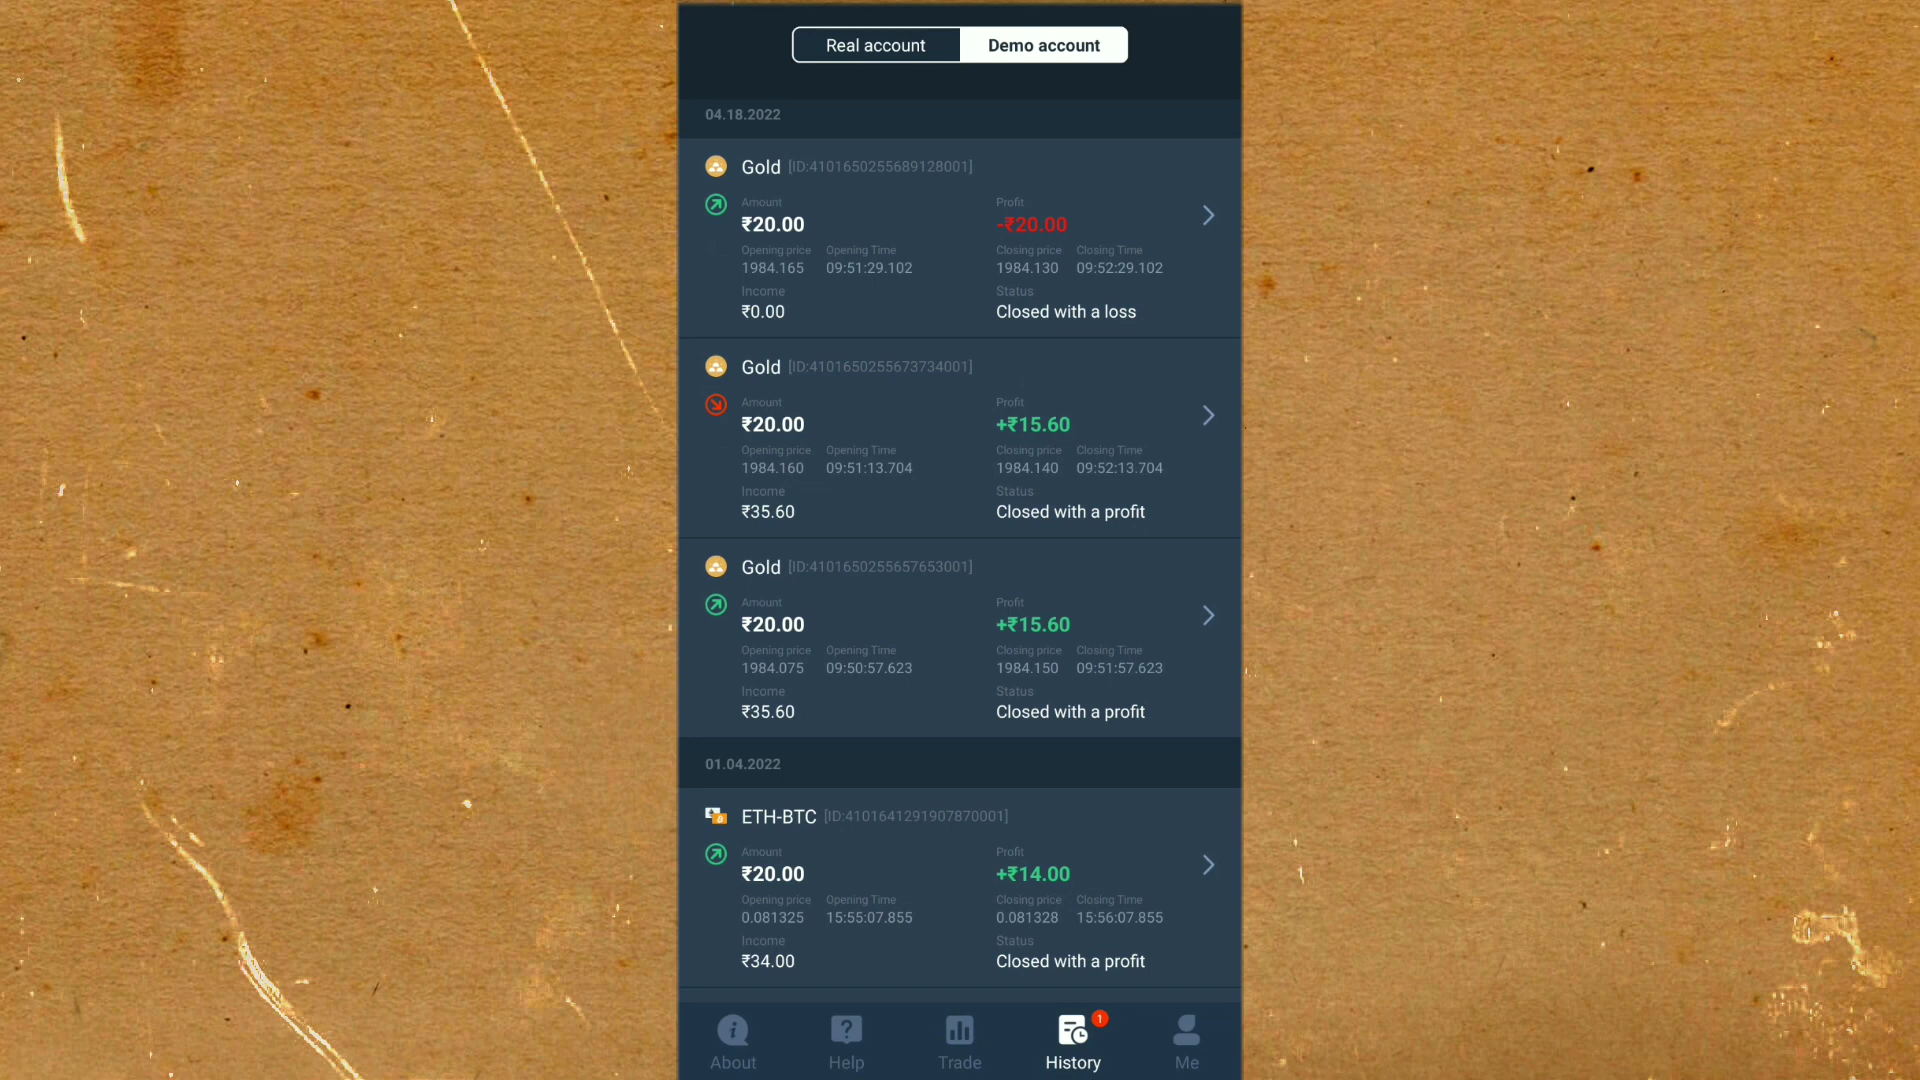 Real account Demo account
04.18.2022
Gold [ID:4101650255689128001]
Amount Profit
₹20.00 -₹20.00
Opening price Opening Time Closing price Closing Time
1984.165 09:51:29.102 1984.130 09:52:29.102
Income Status
₹0.00 Closed with a loss
Gold [ID:4101650255673734001]
Amount Profit
₹20.00 +₹15.60
Opening price Opening Time Closing price Closing Time
1984.160 09:51:13.704 1984.140 09:52:13.704
Income Status
₹35.60 Closed with a profit
Gold [ID:4101650255657653001]
Amount Profit
₹20.00 +₹15.60
Opening price Opening Time Closing price Closing Time
1984.075 09:50:57.623 1984.150 09:51:57.623
Income Status
₹35.60 Closed with a profit
01.04.2022
ETH-BTC [ID:4101641291907870001]
Amount Profit
₹20.00 +₹14.00
Opening price Opening Time Closing price Closing Time
0.081325 15:55:07.855 0.081328 15:56:07.855
Income Status
₹34.00 Closed with a profit
1
About Help Trade History Me